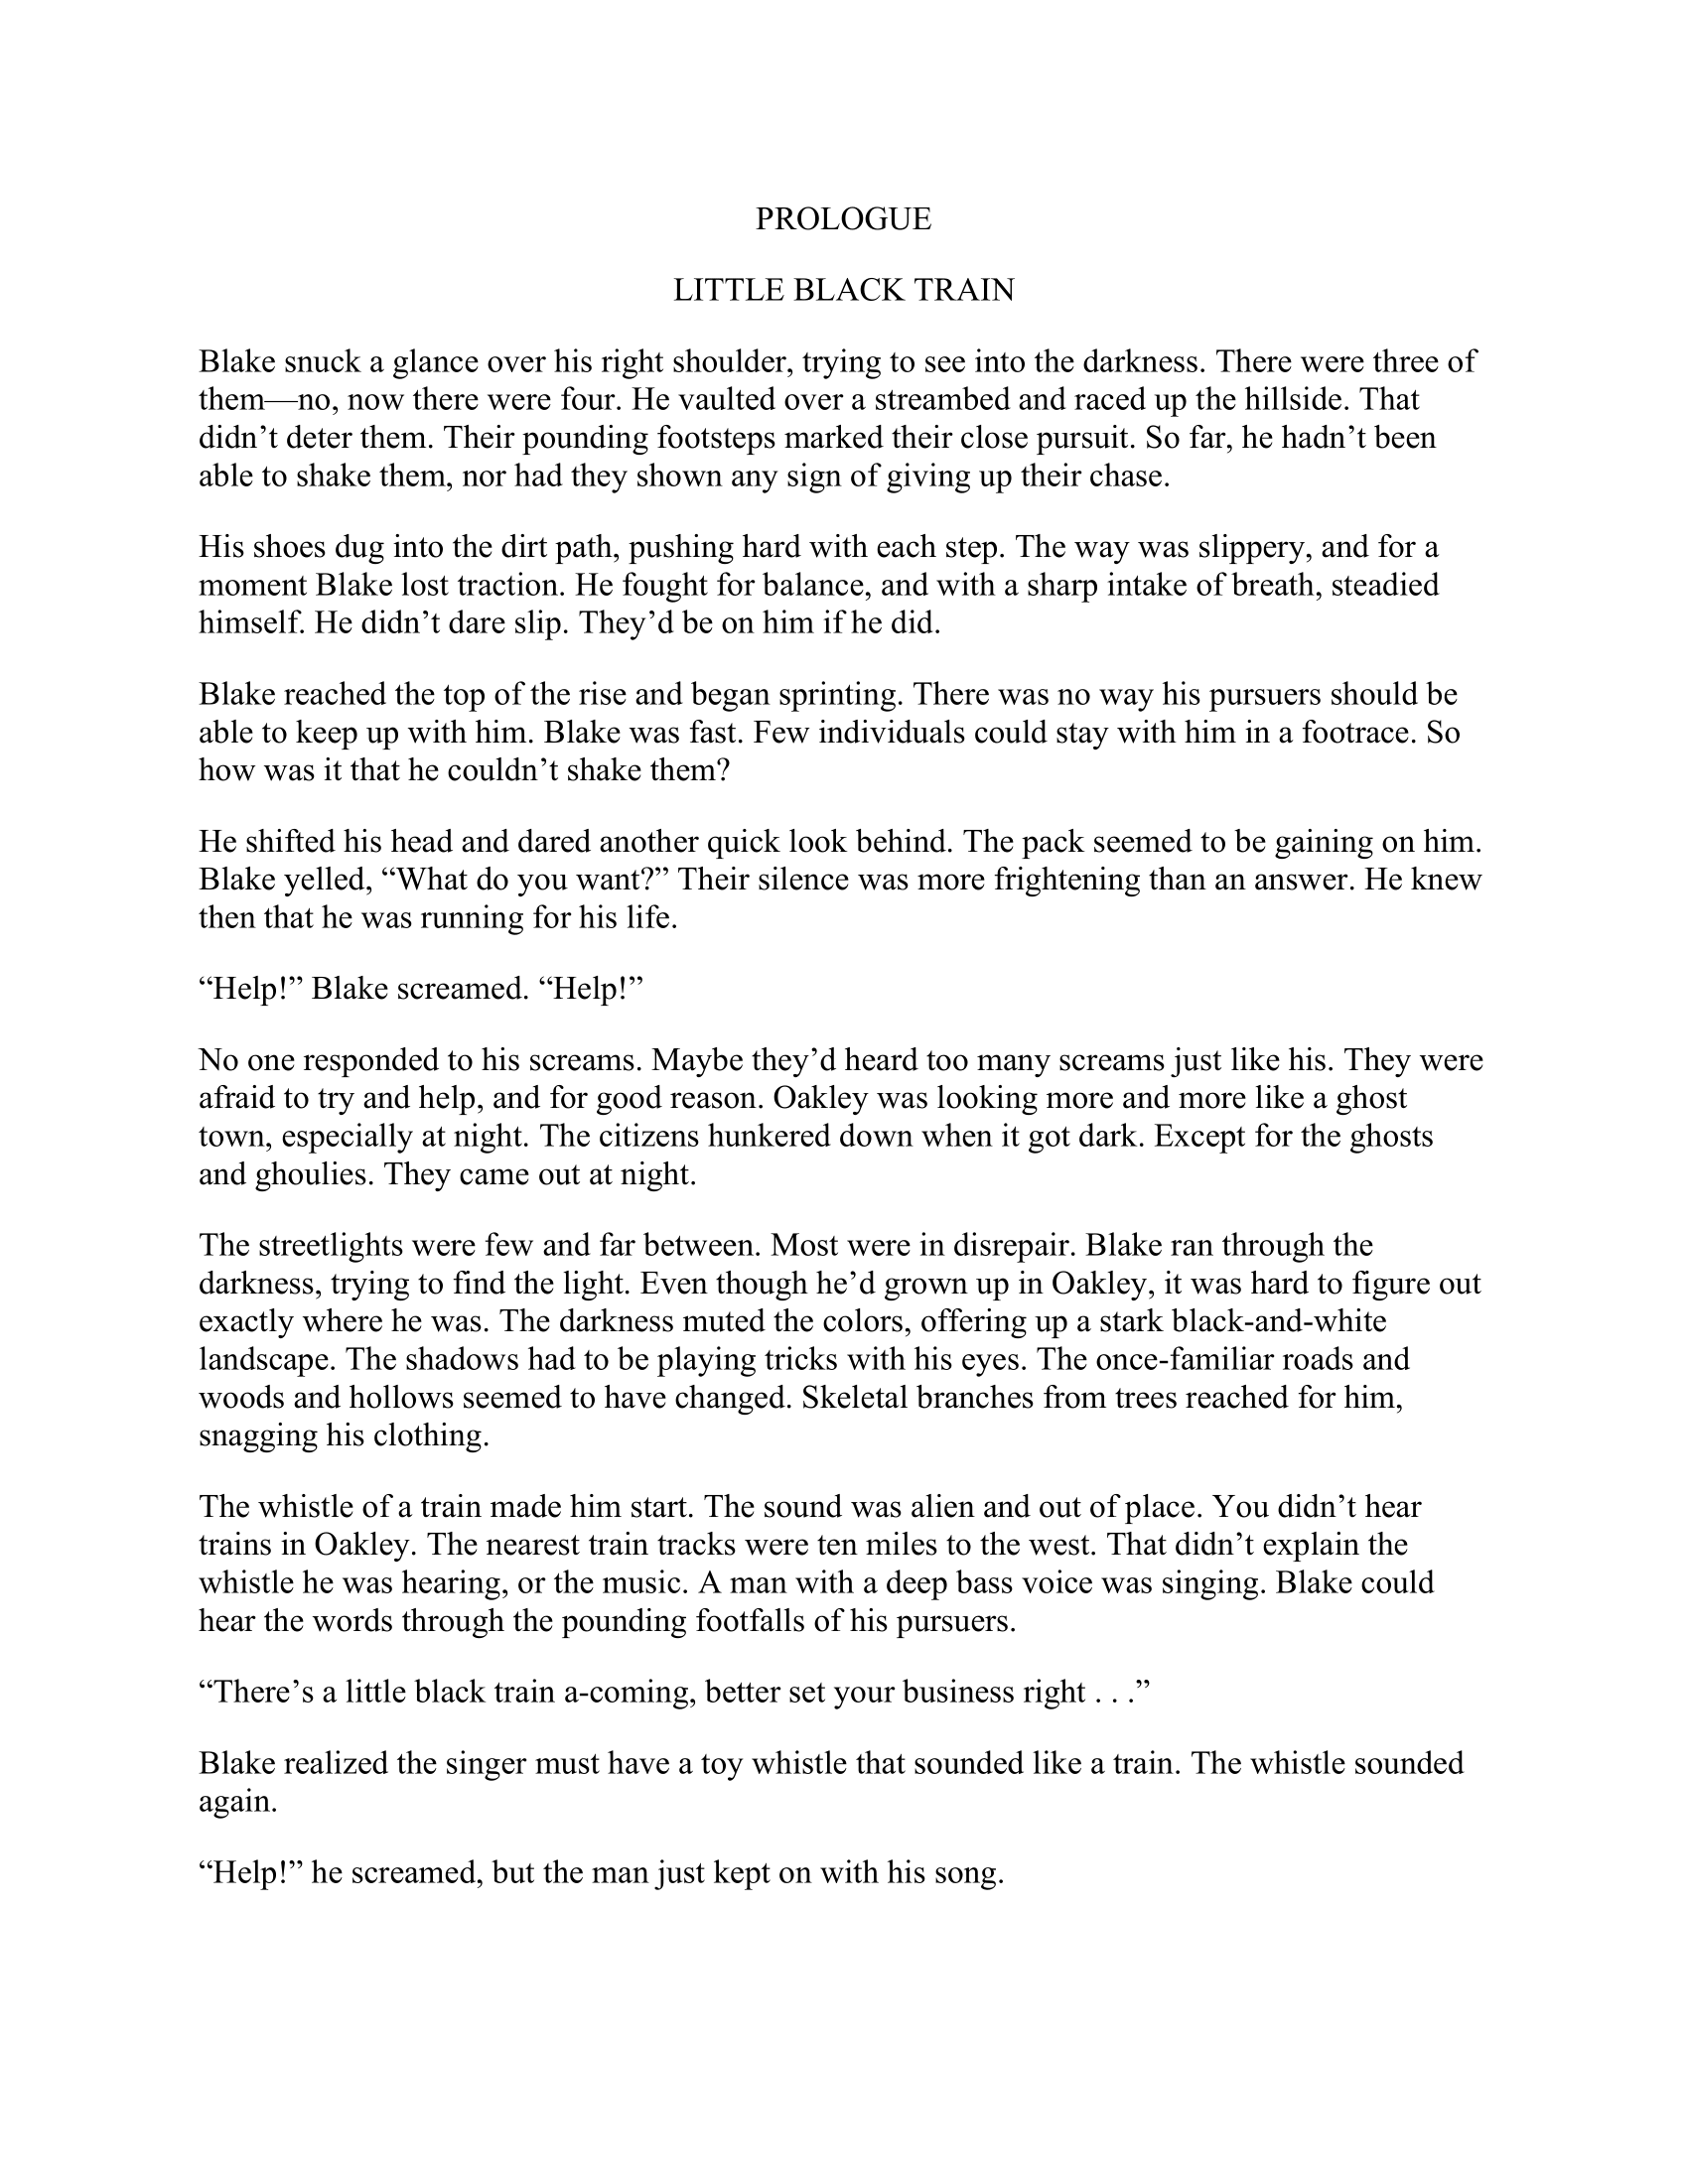 PROLOGUE
LITTLE BLACK TRAIN
Blake snuck a glance over his right shoulder, trying to see into the darkness. There were three of
them—no, now there were four. He vaulted over a streambed and raced up the hillside. That
didn’t deter them. Their pounding footsteps marked their close pursuit. So far, he hadn’t been
able to shake them, nor had they shown any sign of giving up their chase.
His shoes dug into the dirt path, pushing hard with each step. The way was slippery, and for a
moment Blake lost traction. He fought for balance, and with a sharp intake of breath, steadied
himself. He didn’t dare slip. They’d be on him if he did.
Blake reached the top of the rise and began sprinting. There was no way his pursuers should be
able to keep up with him. Blake was fast. Few individuals could stay with him in a footrace. So
how was it that he couldn’t shake them?
He shifted his head and dared another quick look behind. The pack seemed to be gaining on him.
Blake yelled, “What do you want?” Their silence was more frightening than an answer. He knew
then that he was running for his life.
“Help!” Blake screamed. “Help!”
No one responded to his screams. Maybe they’d heard too many screams just like his. They were
afraid to try and help, and for good reason. Oakley was looking more and more like a ghost
town, especially at night. The citizens hunkered down when it got dark. Except for the ghosts
and ghoulies. They came out at night.
The streetlights were few and far between. Most were in disrepair. Blake ran through the
darkness, trying to find the light. Even though he’d grown up in Oakley, it was hard to figure out
exactly where he was. The darkness muted the colors, offering up a stark black-and-white
landscape. The shadows had to be playing tricks with his eyes. The once-familiar roads and
woods and hollows seemed to have changed. Skeletal branches from trees reached for him,
snagging his clothing.
The whistle of a train made him start. The sound was alien and out of place. You didn’t hear
trains in Oakley. The nearest train tracks were ten miles to the west. That didn’t explain the
whistle he was hearing, or the music. A man with a deep bass voice was singing. Blake could
hear the words through the pounding footfalls of his pursuers.
“There’s a little black train a-coming, better set your business right . . .”
Blake realized the singer must have a toy whistle that sounded like a train. The whistle sounded
again.
“Help!” he screamed, but the man just kept on with his song.